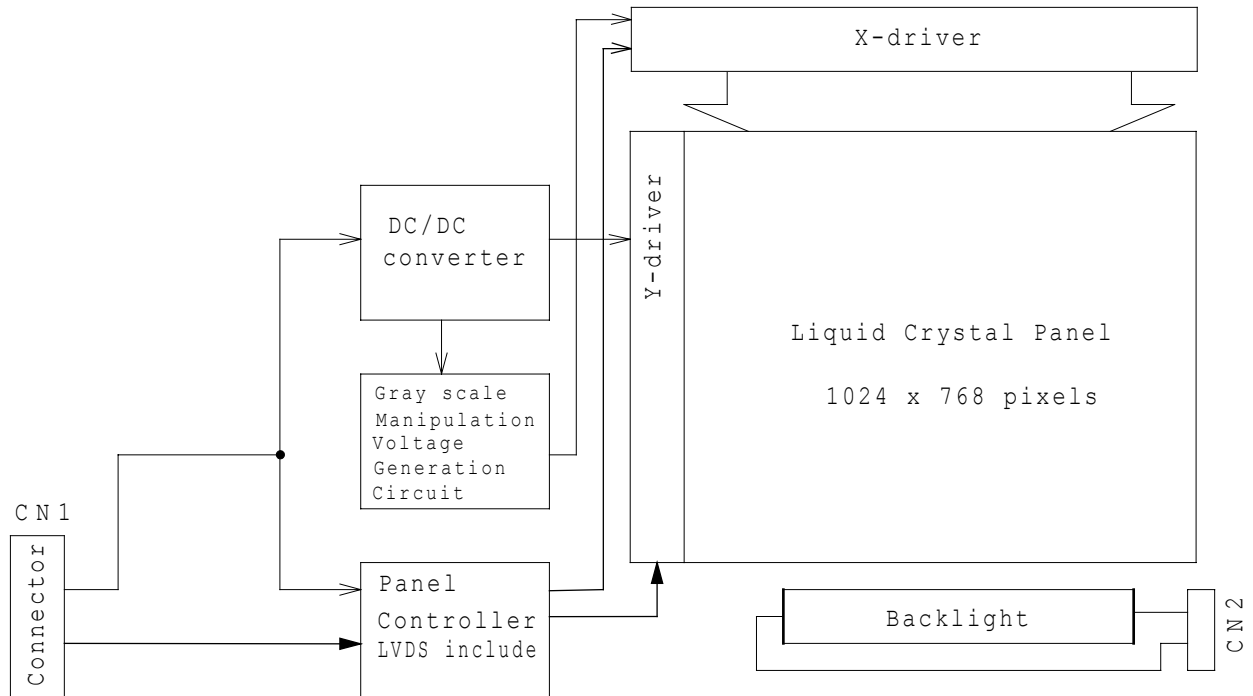 X-driver
Y-driver
DC/DC
converter
Liquid Crystal Panel
1024 x 768 pixels
Gray scale
Manipulation
Voltage
Generation
Circuit
CN1
Connector
Panel
Controller
LVDS include
Backlight
CN2